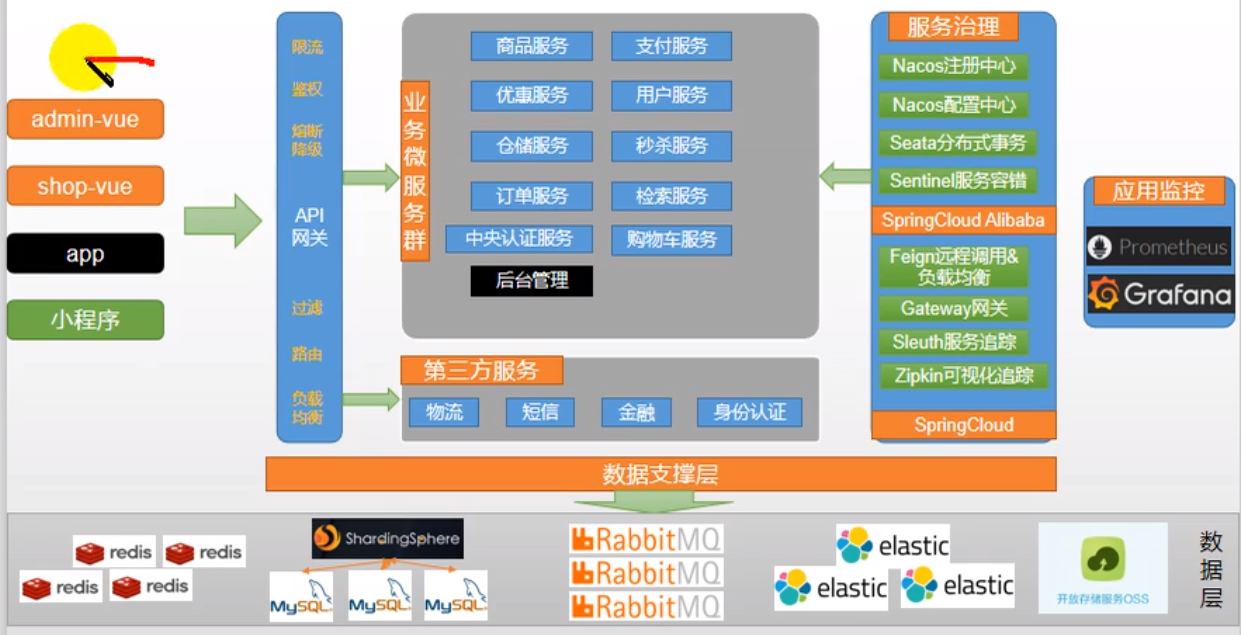 admin-vue
shop-vue
app
小程序
限流
鉴权
熔断
降级
API
网关
过滤
路由
负载
均衡
业务微服务群
商品服务
支付服务
优惠服务
用户服务
仓储服务
秒杀服务
订单服务
检索服务
中央认证服务
购物车服务
后台管理
第三方服务
物流
短信
金融
身份认证
服务治理
Nacos注册中心
Nacos配置中心
Seata分布式事务
Sentinel服务容错
SpringCloud Alibaba
Feign远程调用&
负载均衡
Gateway网关
Sleuth服务追踪
Zipkin可视化追踪
SpringCloud
应用监控
Prometheus
Grafana
数据支撑层
redis
redis
redis
redis
ShardingSphere
MySQL
MySQL
MySQL
RabbitMQ
RabbitMQ
RabbitMQ
elastic
elastic
elastic
开放存储服务OSS
数据层